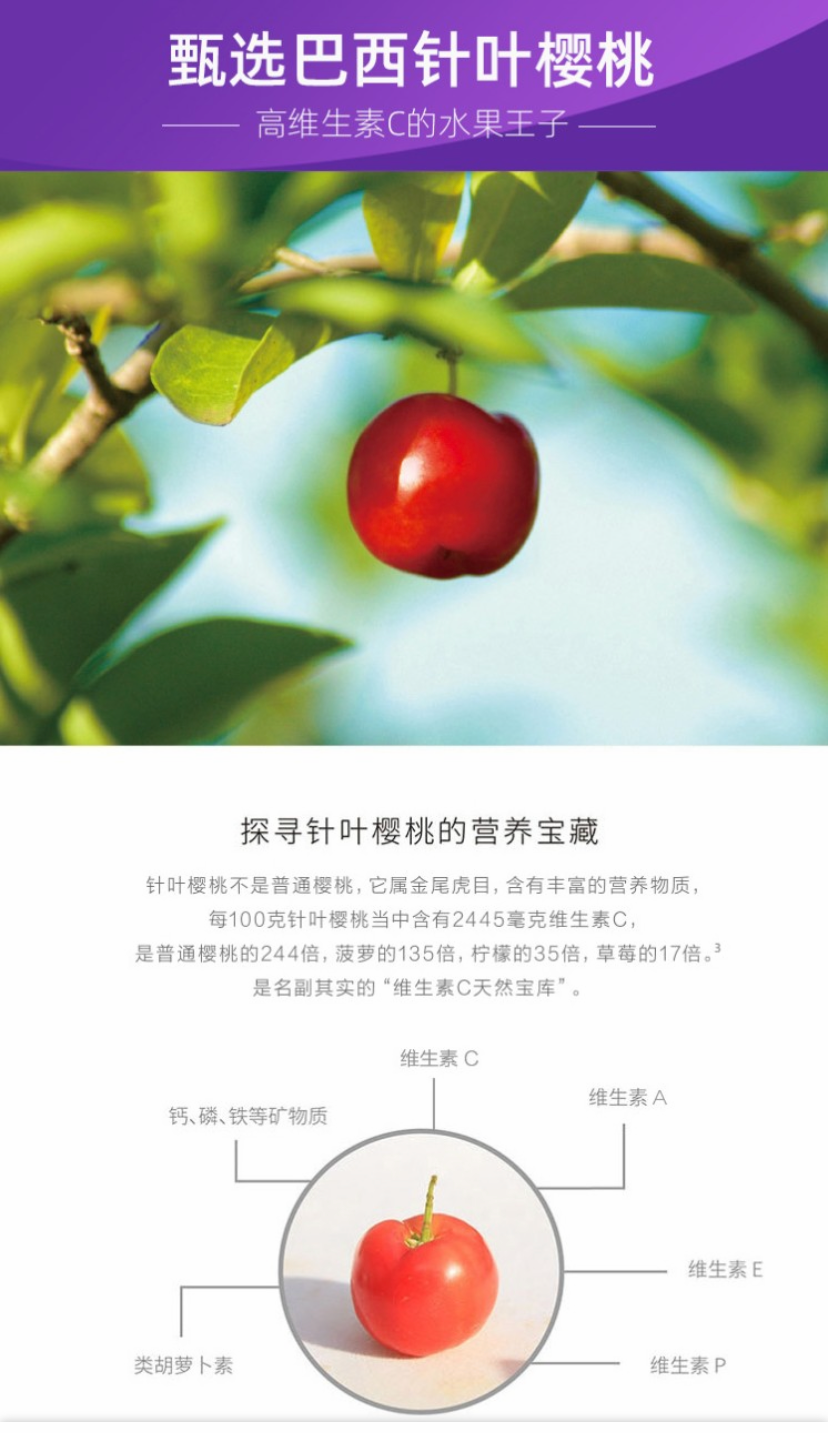 甄选巴西针叶樱桃
高维生素C的水果王子
探寻针叶樱桃的营养宝藏
针叶樱桃不是普通樱桃，它属金尾虎目，含有丰富的营养物质，
每100克针叶樱桃当中含有2445毫克维生素C，
是普通樱桃的244倍，菠萝的135倍，柠檬的35倍，草莓的17倍。³
是名副其实的“维生素C天然宝库”。
维生素 C
维生素 A
钙、磷、铁等矿物质
维生素 E
类胡萝卜素
维生素 P